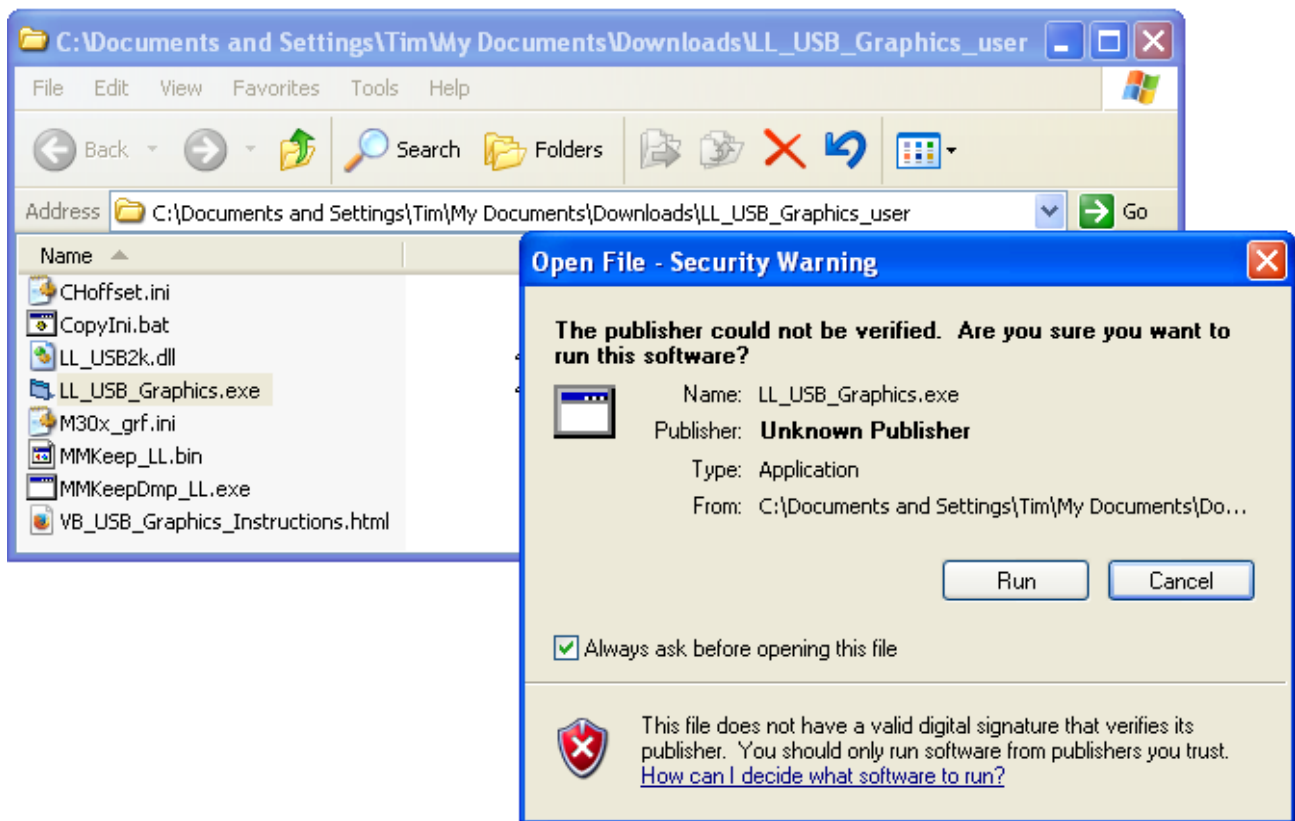 C:\Documents and Settings\Tim\My Documents\Downloads\LL_USB_Graphics_user
File Edit View Favorites Tools Help
Back Search Folders
Address C:\Documents and Settings\Tim\My Documents\Downloads\LL_USB_Graphics_user Go
Name
CHoffset.ini
CopyIni.bat
LL_USB2k.dll
LL_USB_Graphics.exe
M30x_grf.ini
MMKeep_LL.bin
MMKeepDmp_LL.exe
VB_USB_Graphics_Instructions.html
Open File - Security Warning
The publisher could not be verified. Are you sure you want to
run this software?
Name: LL_USB_Graphics.exe
Publisher: Unknown Publisher
Type: Application
From: C:\Documents and Settings\Tim\My Documents\Do...
Run Cancel
Always ask before opening this file
This file does not have a valid digital signature that verifies its
publisher. You should only run software from publishers you trust.
How can I decide what software to run?